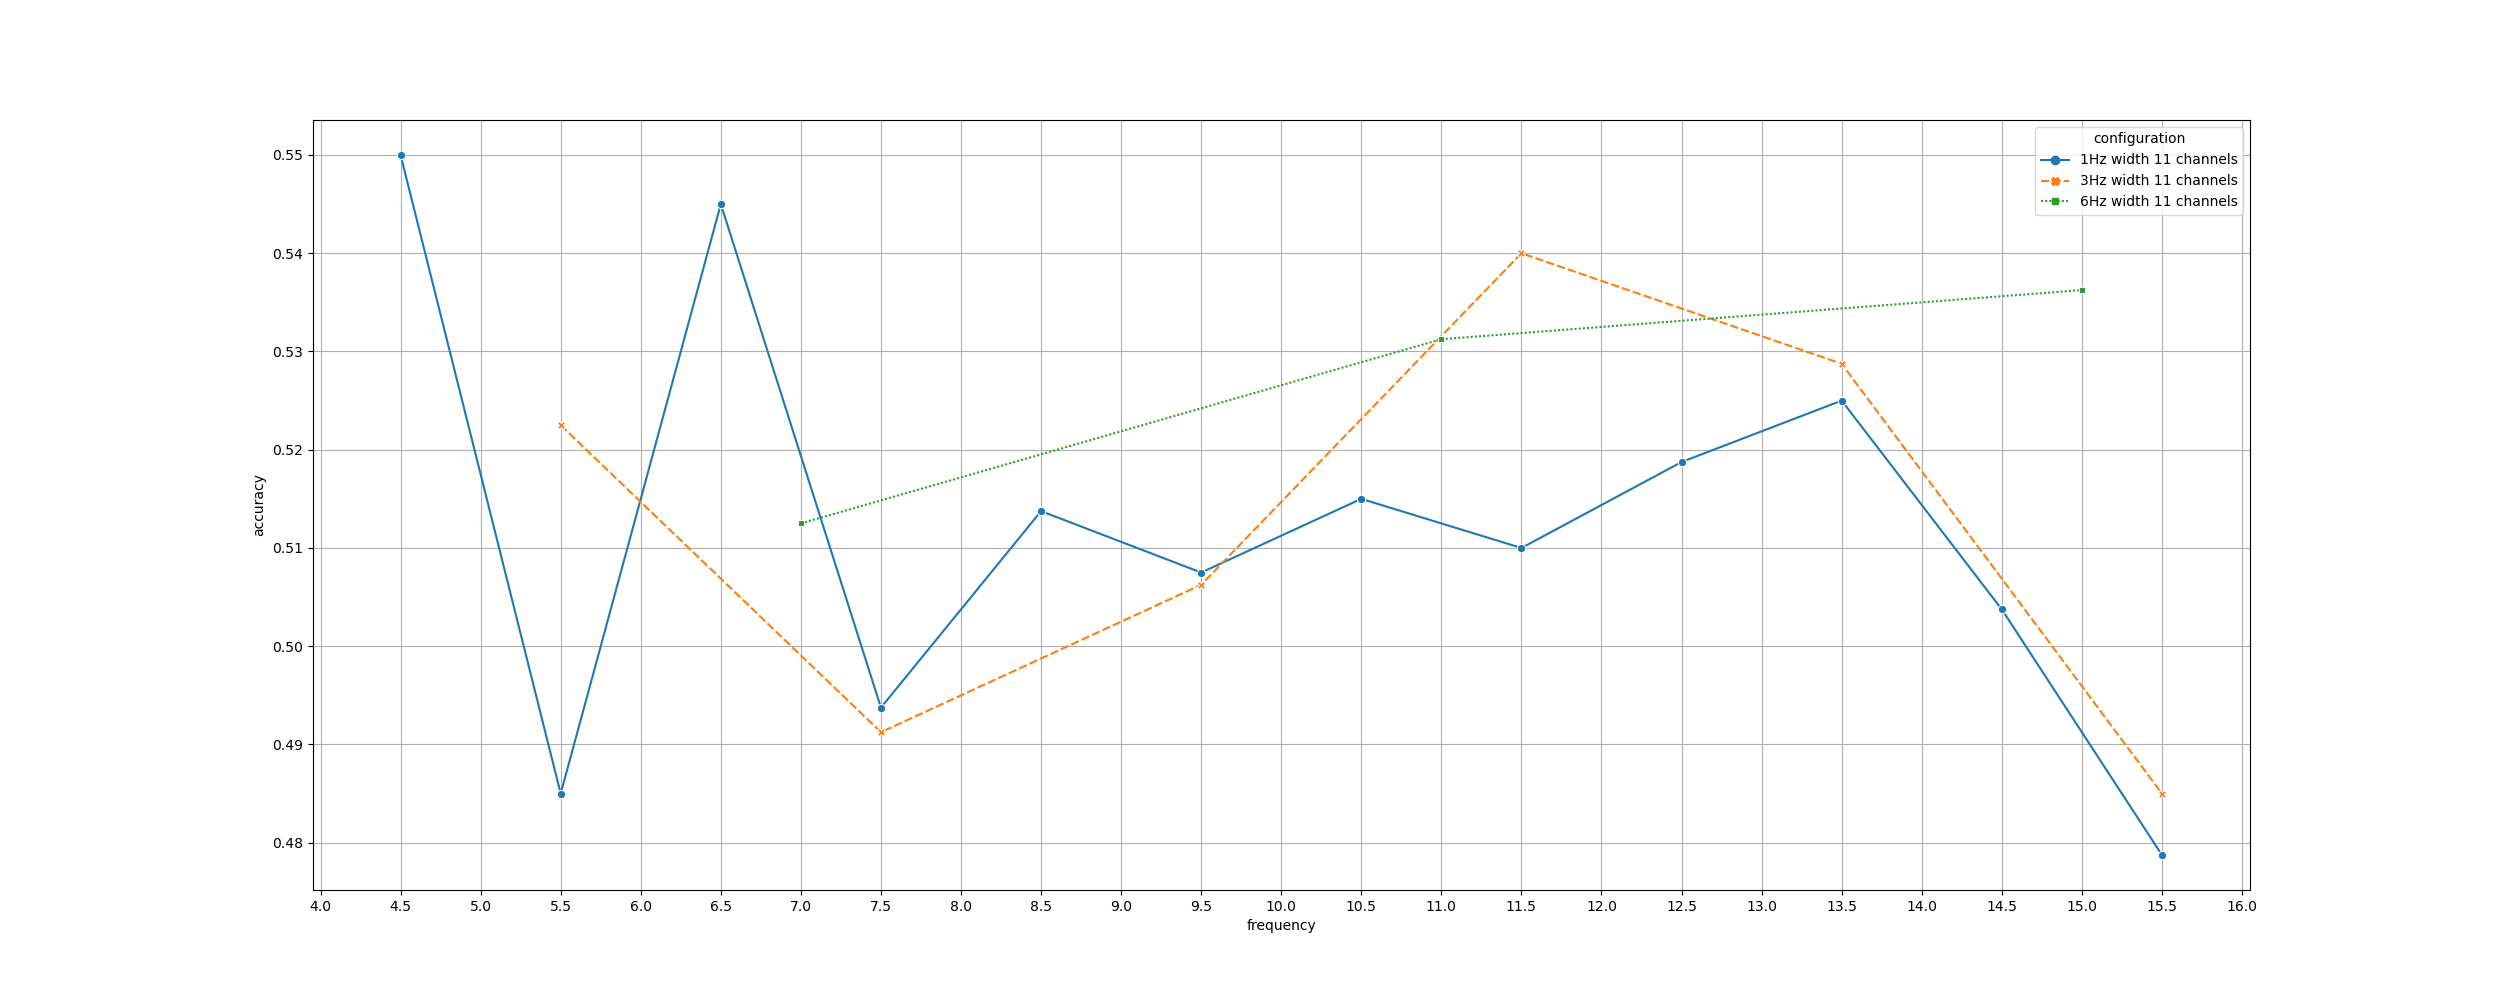 configuration
1Hz width 11 channels
3Hz width 11 channels
6Hz width 11 channels
0.55
0.54
0.53
0.52
0.51
0.50
0.49
0.48
accuracy
4.0 4.5 5.0 5.5 6.0 6.5 7.0 7.5 8.0 8.5 9.0 9.5 10.0 10.5 11.0 11.5 12.0 12.5 13.0 13.5 14.0 14.5 15.0 15.5 16.0
frequency